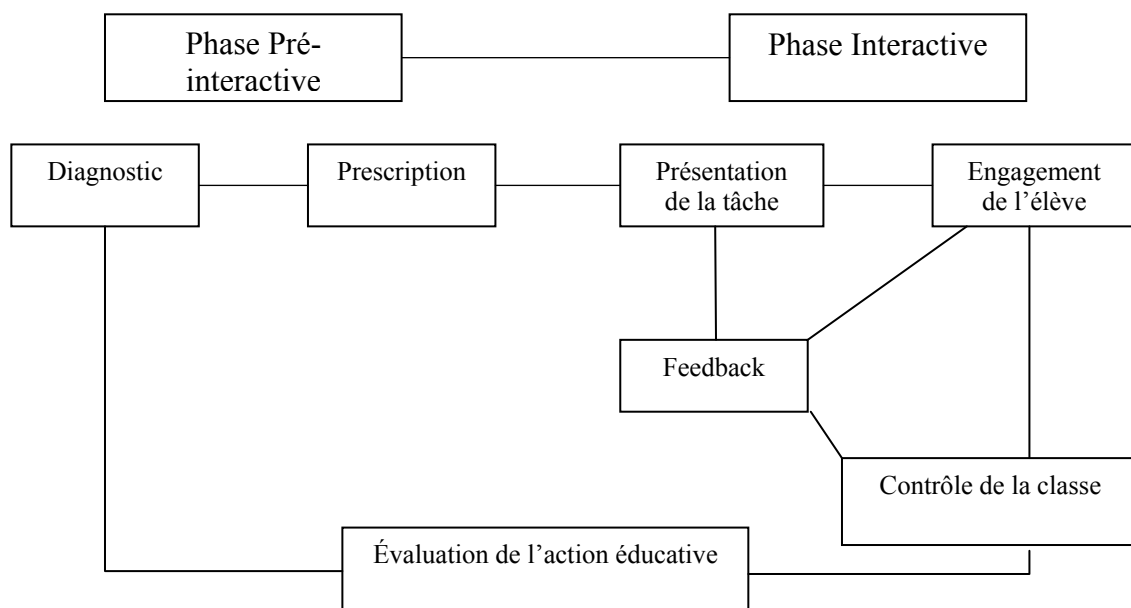 Phase Pré-
interactive
Phase Interactive
Diagnostic
Prescription
Présentation
de la tâche
Engagement
de l’élève
Feedback
Contrôle de la classe
Évaluation de l’action éducative